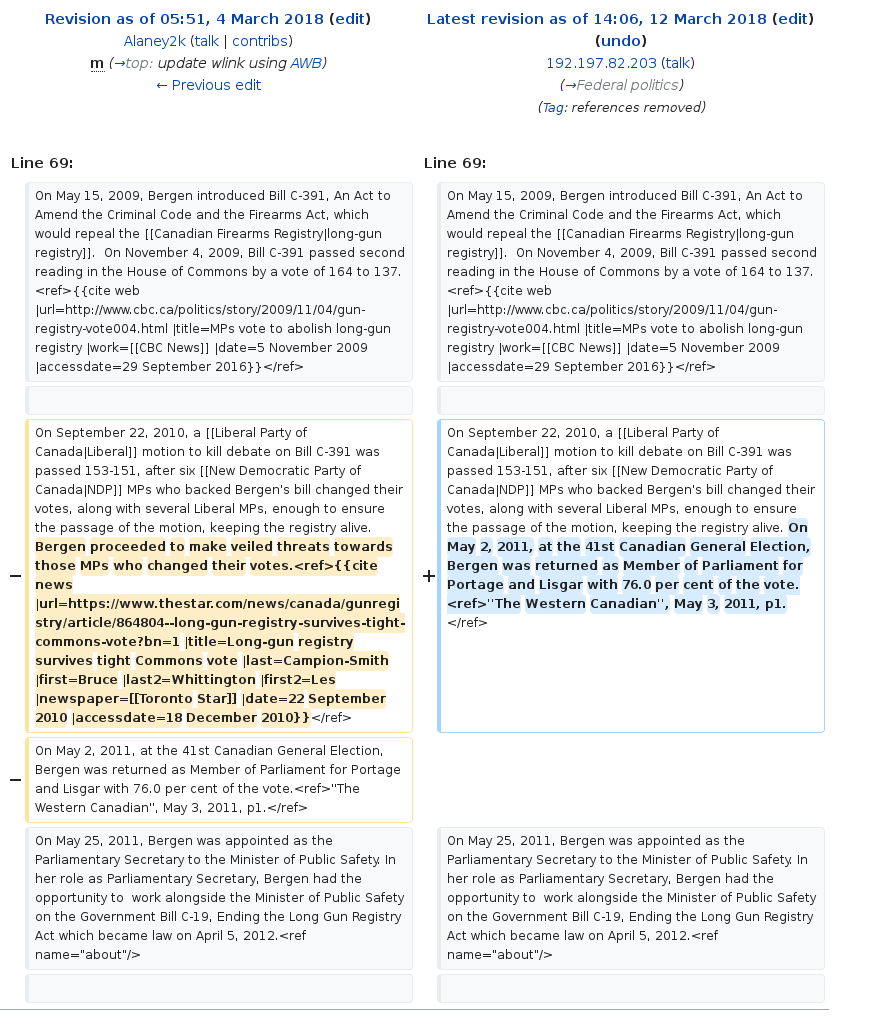 Revision as of 05:51, 4 March 2018 (edit)
Alaney2k (talk | contribs)
m (→top: update wlink using AWB)
← Previous edit
Latest revision as of 14:06, 12 March 2018 (edit)
(undo)
192.197.82.203 (talk)
(→Federal politics)
(Tag: references removed)
Line 69:
Line 69:
On May 15, 2009, Bergen introduced Bill C-391, An Act to
Amend the Criminal Code and the Firearms Act, which
would repeal the [[Canadian Firearms Registry|long-gun
registry]].  On November 4, 2009, Bill C-391 passed second
reading in the House of Commons by a vote of 164 to 137.
<ref>{{cite web
|url=http://www.cbc.ca/politics/story/2009/11/04/gun-
registry-vote004.html |title=MPs vote to abolish long-gun
registry |work=[[CBC News]] |date=5 November 2009
|accessdate=29 September 2016}}</ref>
On May 15, 2009, Bergen introduced Bill C-391, An Act to
Amend the Criminal Code and the Firearms Act, which
would repeal the [[Canadian Firearms Registry|long-gun
registry]].  On November 4, 2009, Bill C-391 passed second
reading in the House of Commons by a vote of 164 to 137.
<ref>{{cite web
|url=http://www.cbc.ca/politics/story/2009/11/04/gun-
registry-vote004.html |title=MPs vote to abolish long-gun
registry |work=[[CBC News]] |date=5 November 2009
|accessdate=29 September 2016}}</ref>
−
On September 22, 2010, a [[Liberal Party of
Canada|Liberal]] motion to kill debate on Bill C-391 was
passed 153-151, after six [[New Democratic Party of
Canada|NDP]] MPs who backed Bergen's bill changed their
votes, along with several Liberal MPs, enough to ensure
the passage of the motion, keeping the registry alive.
Bergen proceeded to make veiled threats towards
those MPs who changed their votes.<ref>{{cite
news
|url=https://www.thestar.com/news/canada/gunregi
stry/article/864804--long-gun-registry-survives-tight-
commons-vote?bn=1 |title=Long-gun registry
survives tight Commons vote |last=Campion-Smith
|first=Bruce |last2=Whittington |first2=Les
|newspaper=[[Toronto Star]] |date=22 September
2010 |accessdate=18 December 2010}}</ref>
+
On September 22, 2010, a [[Liberal Party of
Canada|Liberal]] motion to kill debate on Bill C-391 was
passed 153-151, after six [[New Democratic Party of
Canada|NDP]] MPs who backed Bergen's bill changed their
votes, along with several Liberal MPs, enough to ensure
the passage of the motion, keeping the registry alive. On
May 2, 2011, at the 41st Canadian General Election,
Bergen was returned as Member of Parliament for
Portage and Lisgar with 76.0 per cent of the vote.
<ref>''The Western Canadian'', May 3, 2011, p1.
</ref>
−
On May 2, 2011, at the 41st Canadian General Election,
Bergen was returned as Member of Parliament for Portage
and Lisgar with 76.0 per cent of the vote.<ref>''The
Western Canadian'', May 3, 2011, p1.</ref>
On May 25, 2011, Bergen was appointed as the
Parliamentary Secretary to the Minister of Public Safety. In
her role as Parliamentary Secretary, Bergen had the
opportunity to  work alongside the Minister of Public Safety
on the Government Bill C-19, Ending the Long Gun Registry
Act which became law on April 5, 2012.<ref
name="about"/>
On May 25, 2011, Bergen was appointed as the
Parliamentary Secretary to the Minister of Public Safety. In
her role as Parliamentary Secretary, Bergen had the
opportunity to  work alongside the Minister of Public Safety
on the Government Bill C-19, Ending the Long Gun Registry
Act which became law on April 5, 2012.<ref
name="about"/>